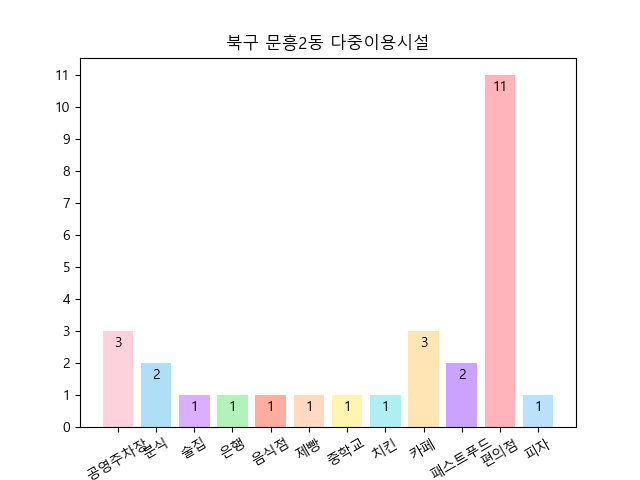 북구 문흥2동 다중이용시설
11
10
9
8
7
6
5
4
3
2
1
0
3
2
1
1
1
1
1
1
3
2
11
1
공영주차장
분식
술집
은행
음식점
제빵
중학교
치킨
카페
패스트푸드
편의점
피자